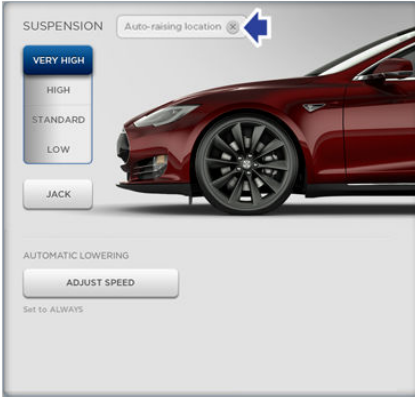 SUSPENSION Auto-raising location
VERY HIGH
HIGH
STANDARD
LOW
JACK
AUTOMATIC LOWERING
ADJUST SPEED
Set to ALWAYS